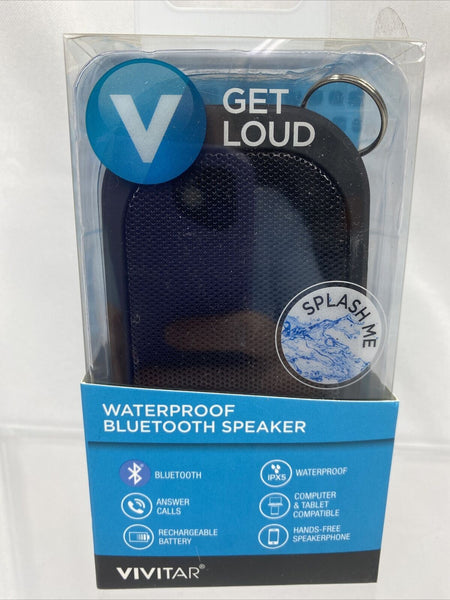 V
GET
LOUD
SPLASH ME
WATERPROOF
BLUETOOTH SPEAKER
BLUETOOTH
ANSWER
CALLS
RECHARGEABLE
BATTERY
IPX5
WATERPROOF
COMPUTER
& TABLET
COMPATIBLE
HANDS-FREE
SPEAKERPHONE
VIVITAR®